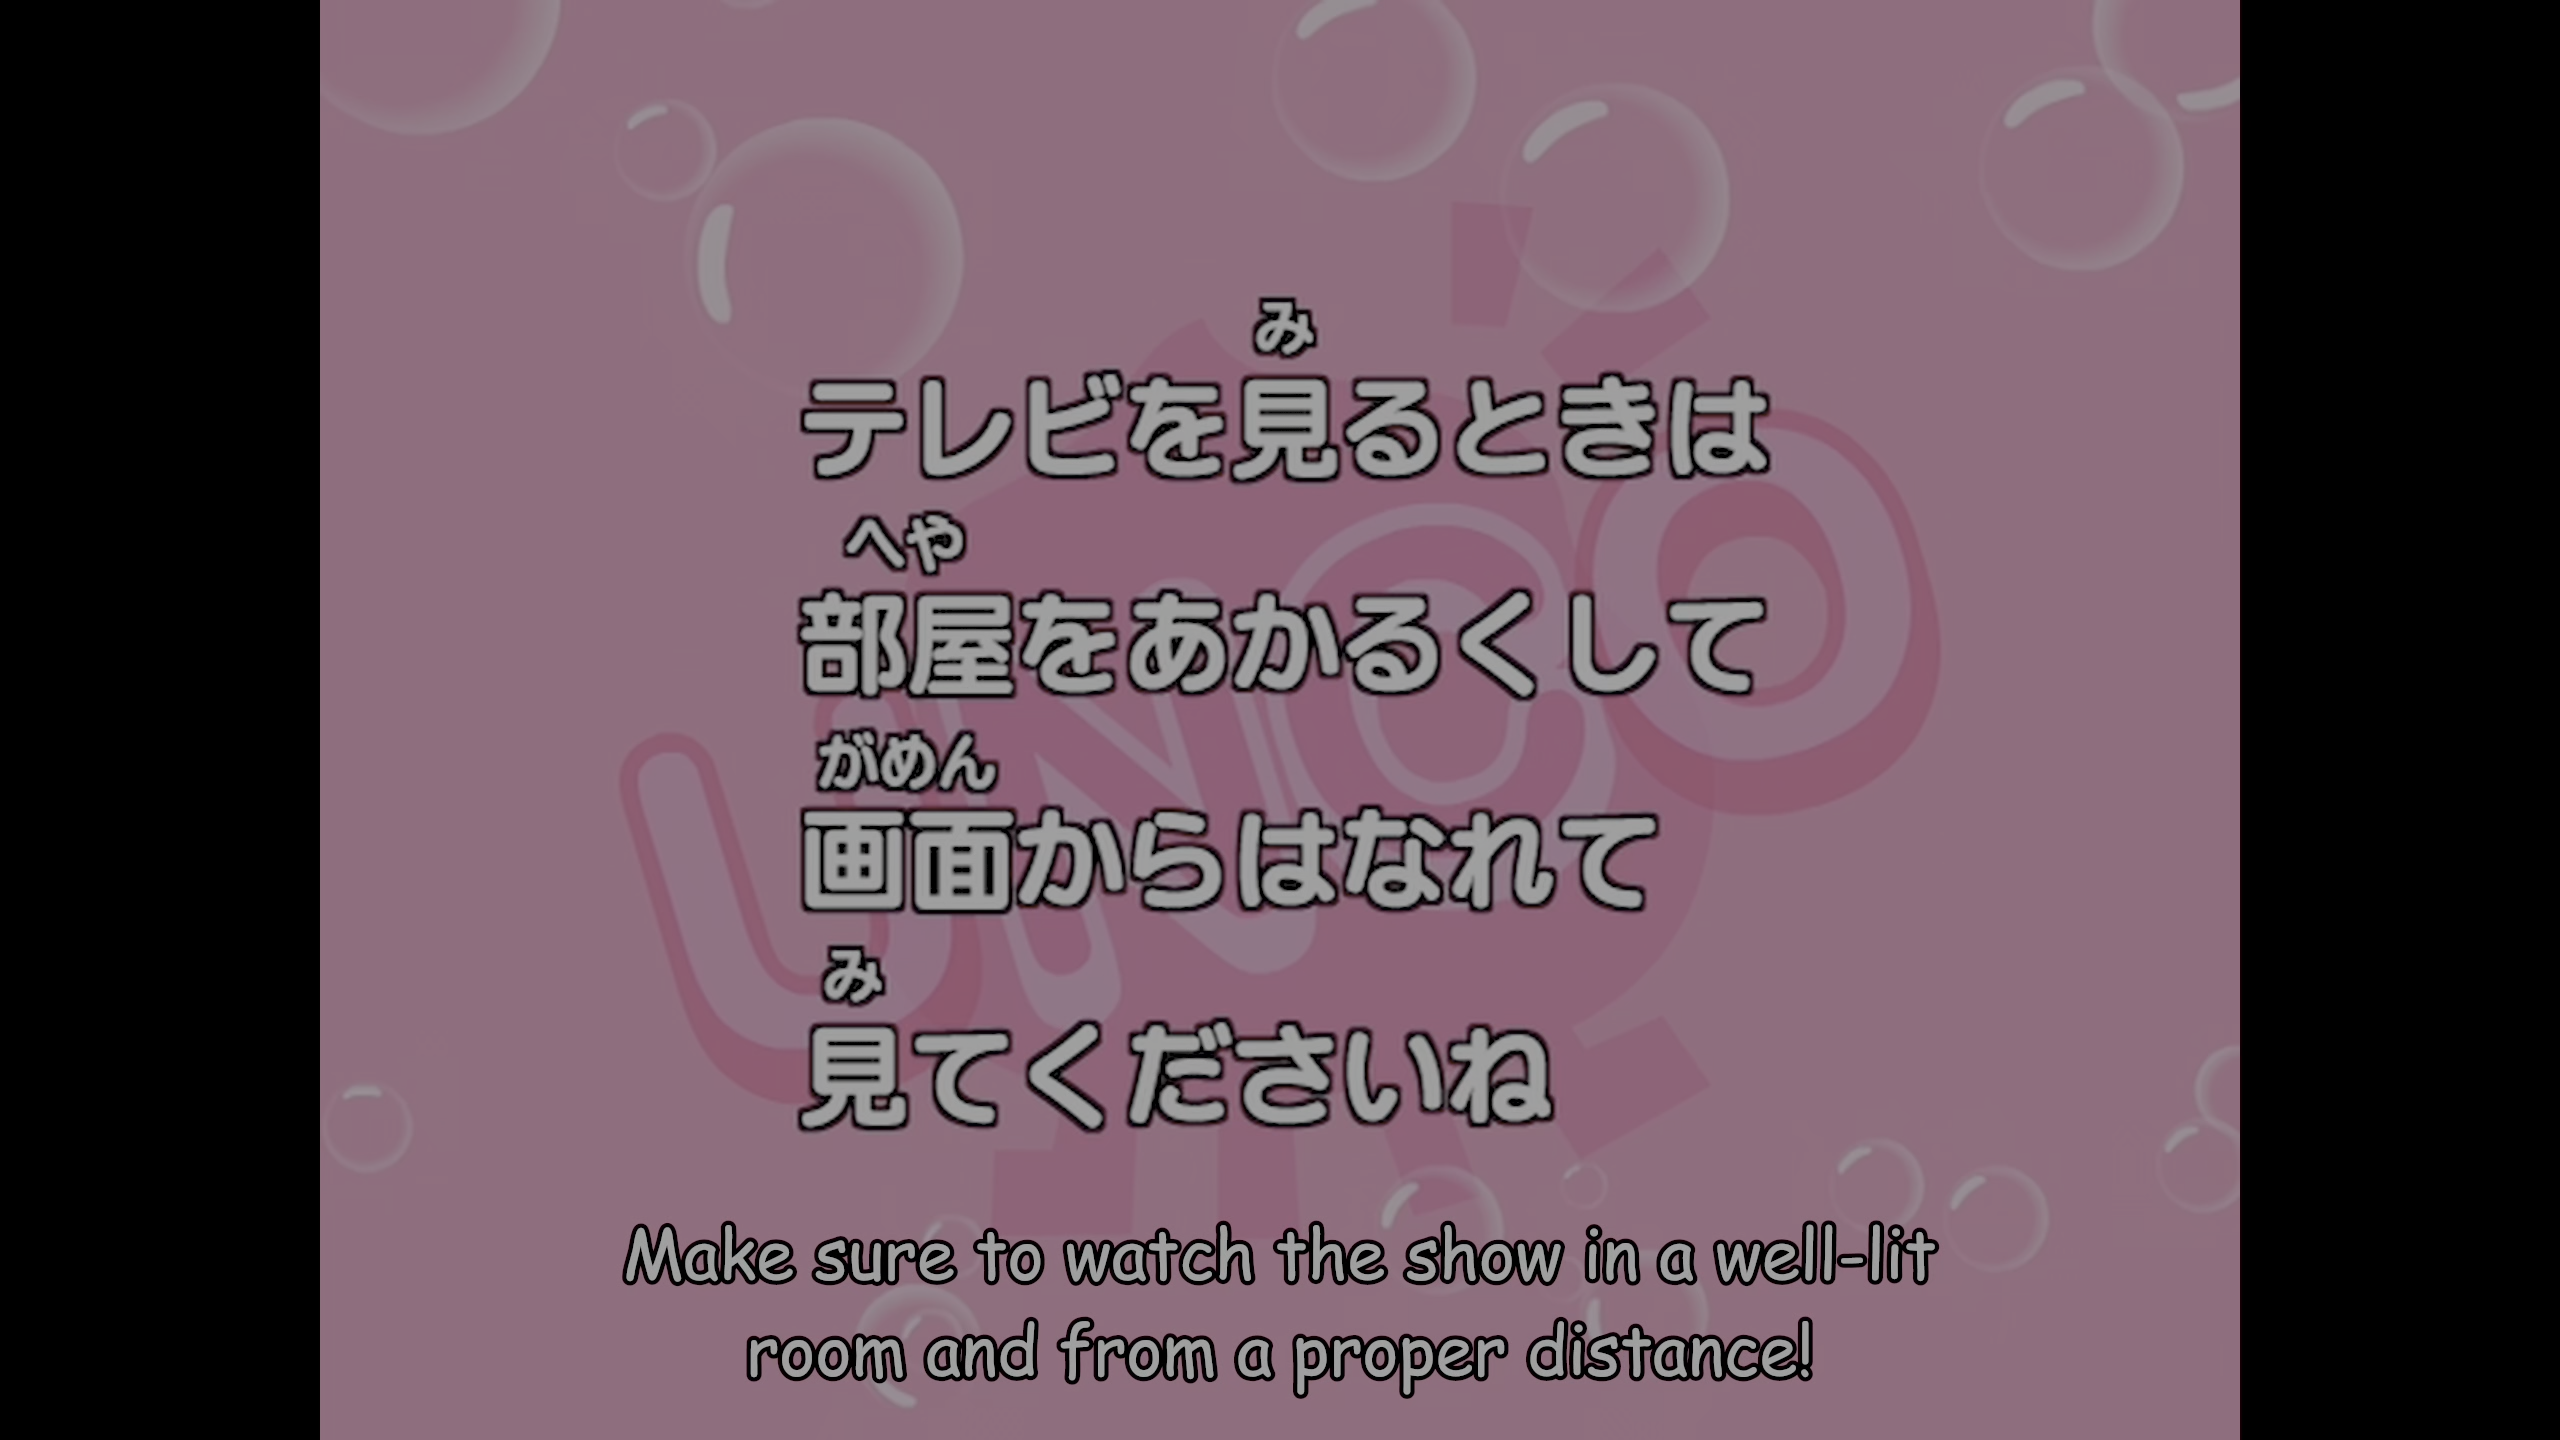 み
テレビを見るときは
へや
部屋をあかるくして
がめん
画面からはなれて
み
見てくださいね
UNCO
Make sure to watch the show in a well-lit
room and from a proper distance!